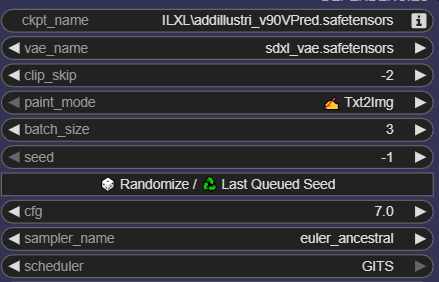 ckpt_name ILXL\addillustri_v90VPred.safetensors
vae_name sdxl_vae.safetensors
clip_skip -2
paint_mode ✍ Txt2Img
batch_size 3
seed -1
🎲 Randomize / ♻ Last Queued Seed
cfg 7.0
sampler_name euler_ancestral
scheduler GITS